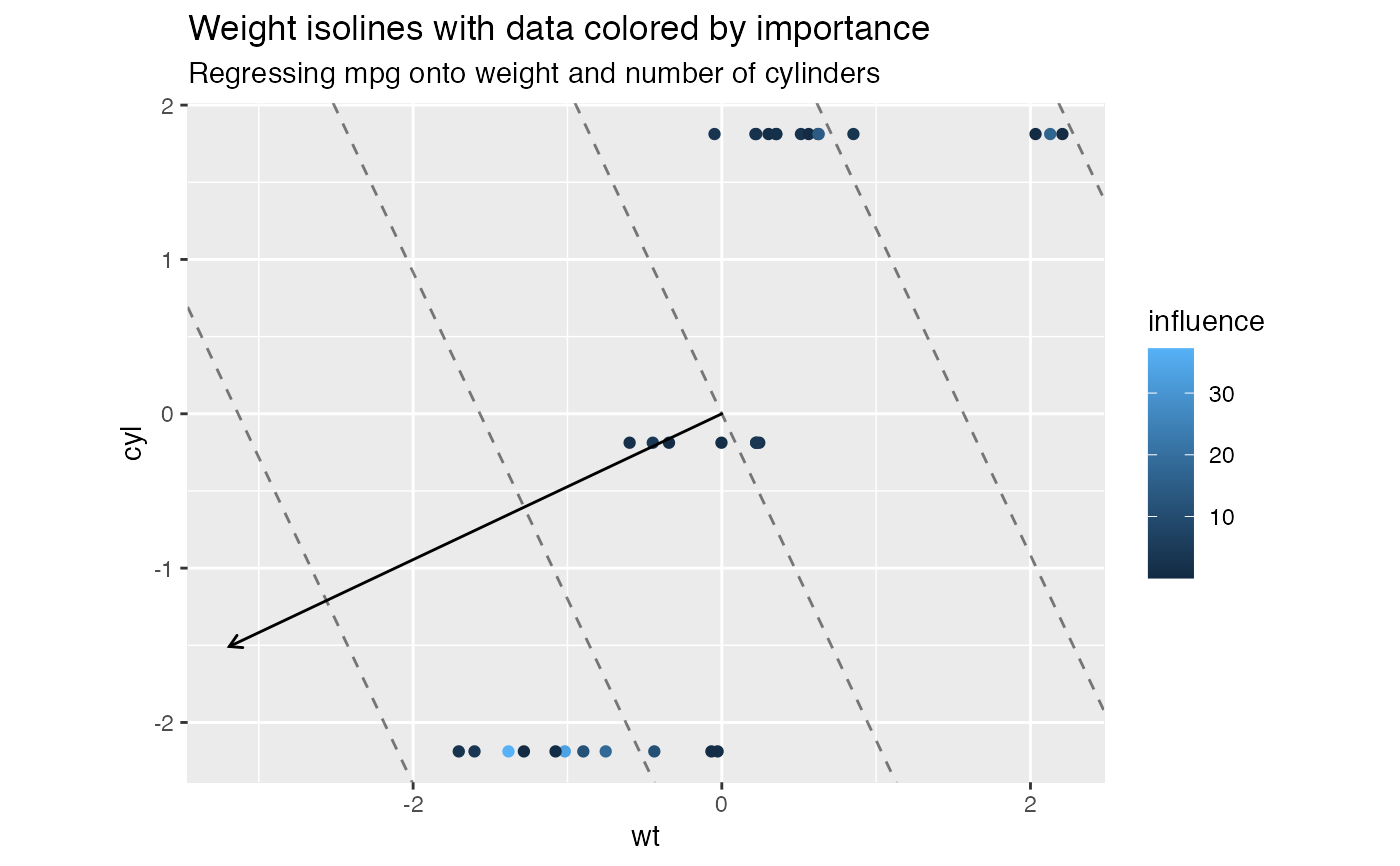 Weight isolines with data colored by importance
Regressing mpg onto weight and number of cylinders
2
1
0
-1
-2
cyl
-2
0
2
wt
influence
30
20
10